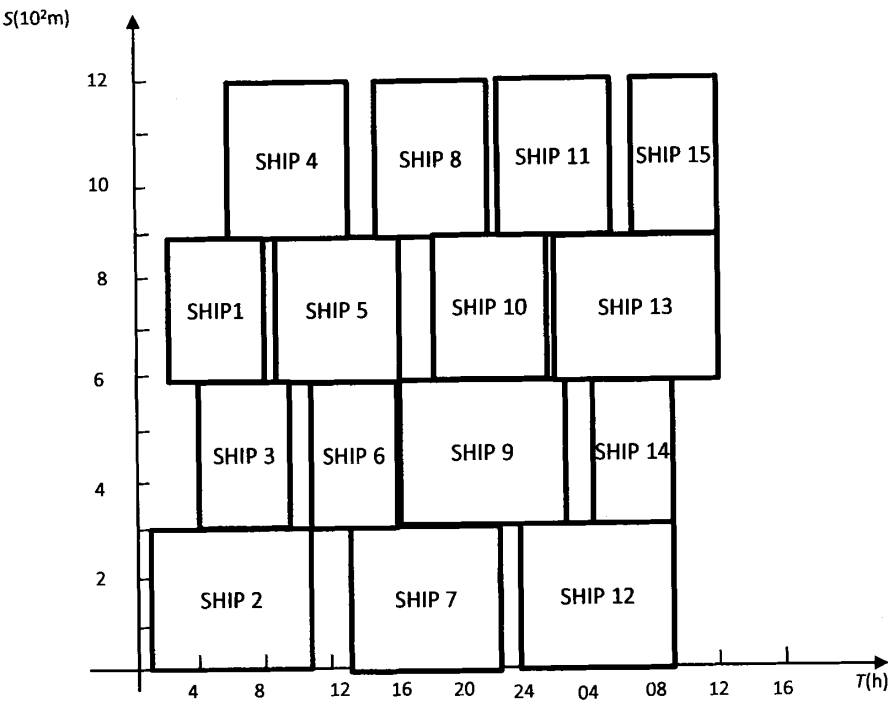 S(10²m)
12
SHIP 4
SHIP 8
SHIP 11
SHIP 15
10
8
SHIP1
SHIP 5
SHIP 10
SHIP 13
6
SHIP 3
SHIP 6
SHIP 9
SHIP 14
4
2
SHIP 2
SHIP 7
SHIP 12
4 8 12 16 20 24 04 08 12 16 T(h)